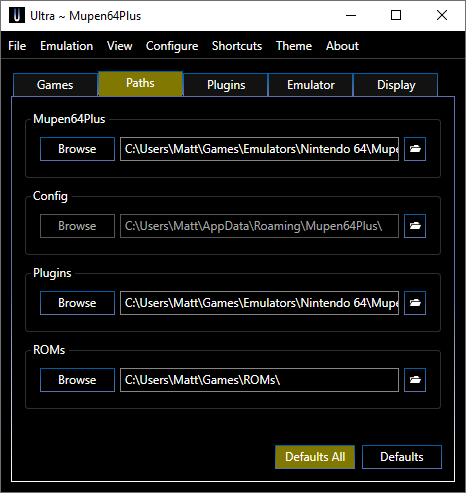 Ultra ~ Mupen64Plus
File Emulation View Configure Shortcuts Theme About
Games Paths Plugins Emulator Display
Mupen64Plus
Browse C:\Users\Matt\Games\Emulators\Nintendo 64\Mupe
Config
Browse C:\Users\Matt\AppData\Roaming\Mupen64Plus\
Plugins
Browse C:\Users\Matt\Games\Emulators\Nintendo 64\Mupe
ROMs
Browse C:\Users\Matt\Games\ROMs\
Defaults All Defaults